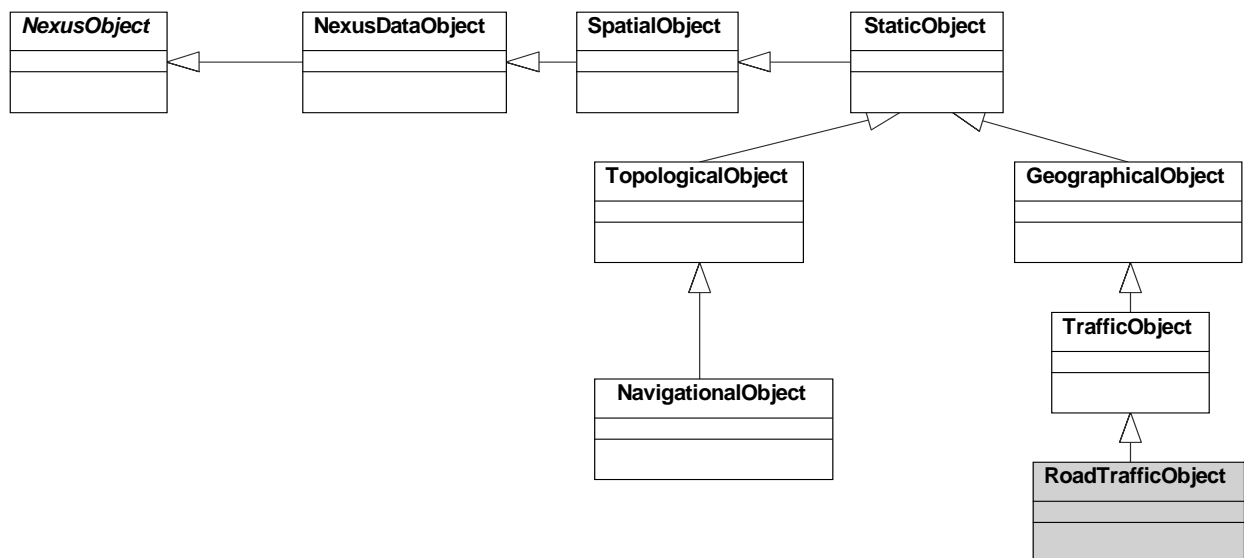 NexusObject
NexusDataObject
SpatialObject
StaticObject
TopologicalObject
GeographicalObject
TrafficObject
NavigationalObject
RoadTrafficObject